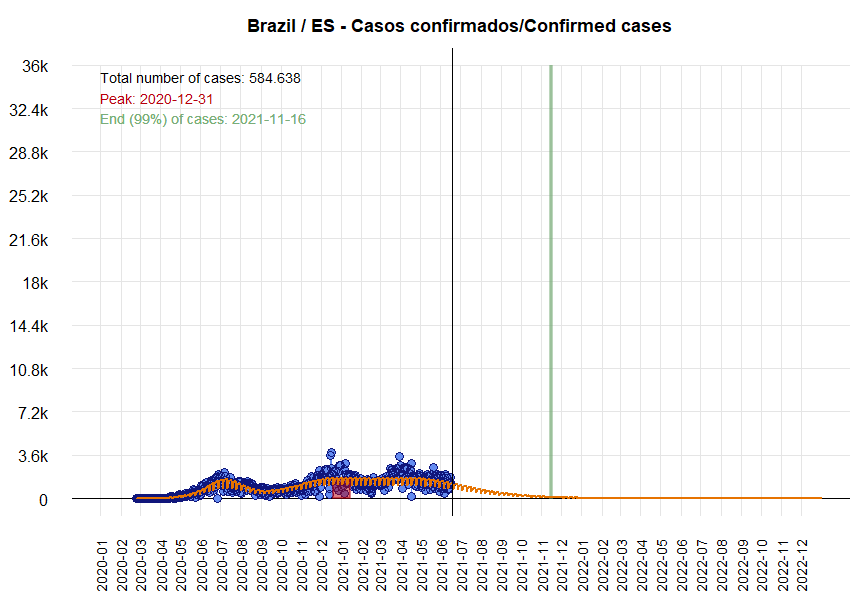 Brazil / ES - Casos confirmados/Confirmed cases
Total number of cases: 584.638
Peak: 2020-12-31
End (99%) of cases: 2021-11-16
36k
32.4k
28.8k
25.2k
21.6k
18k
14.4k
10.8k
7.2k
3.6k
0
2020-01
2020-02
2020-03
2020-04
2020-05
2020-06
2020-07
2020-08
2020-09
2020-10
2020-11
2020-12
2021-01
2021-02
2021-03
2021-04
2021-05
2021-06
2021-07
2021-08
2021-09
2021-10
2021-11
2021-12
2022-01
2022-02
2022-03
2022-04
2022-05
2022-06
2022-07
2022-08
2022-09
2022-10
2022-11
2022-12